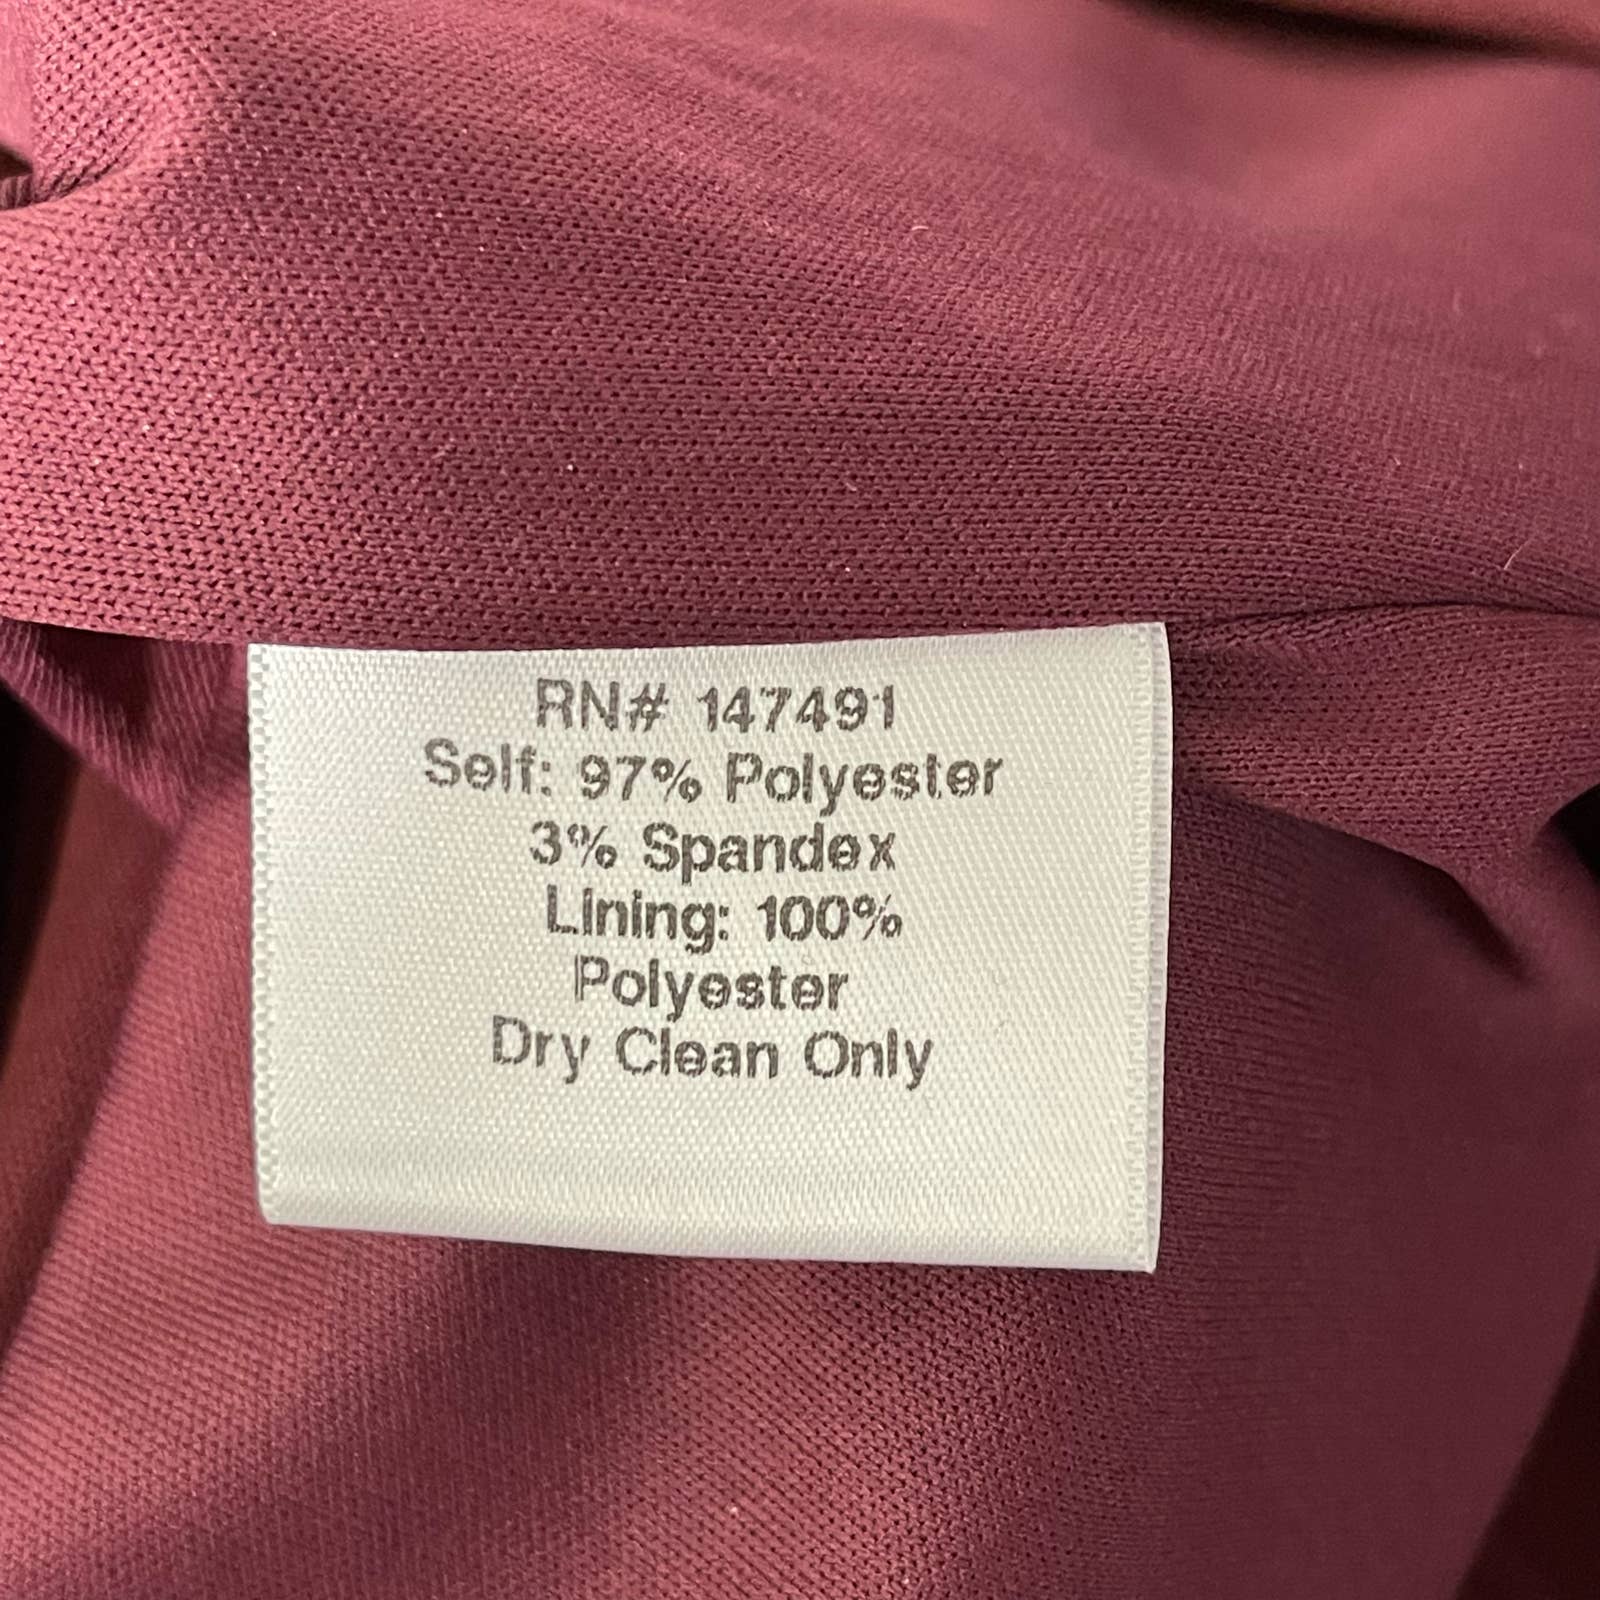 RN# 147491
Self: 97% Polyester
3% Spandex
Lining: 100%
Polyester
Dry Clean Only